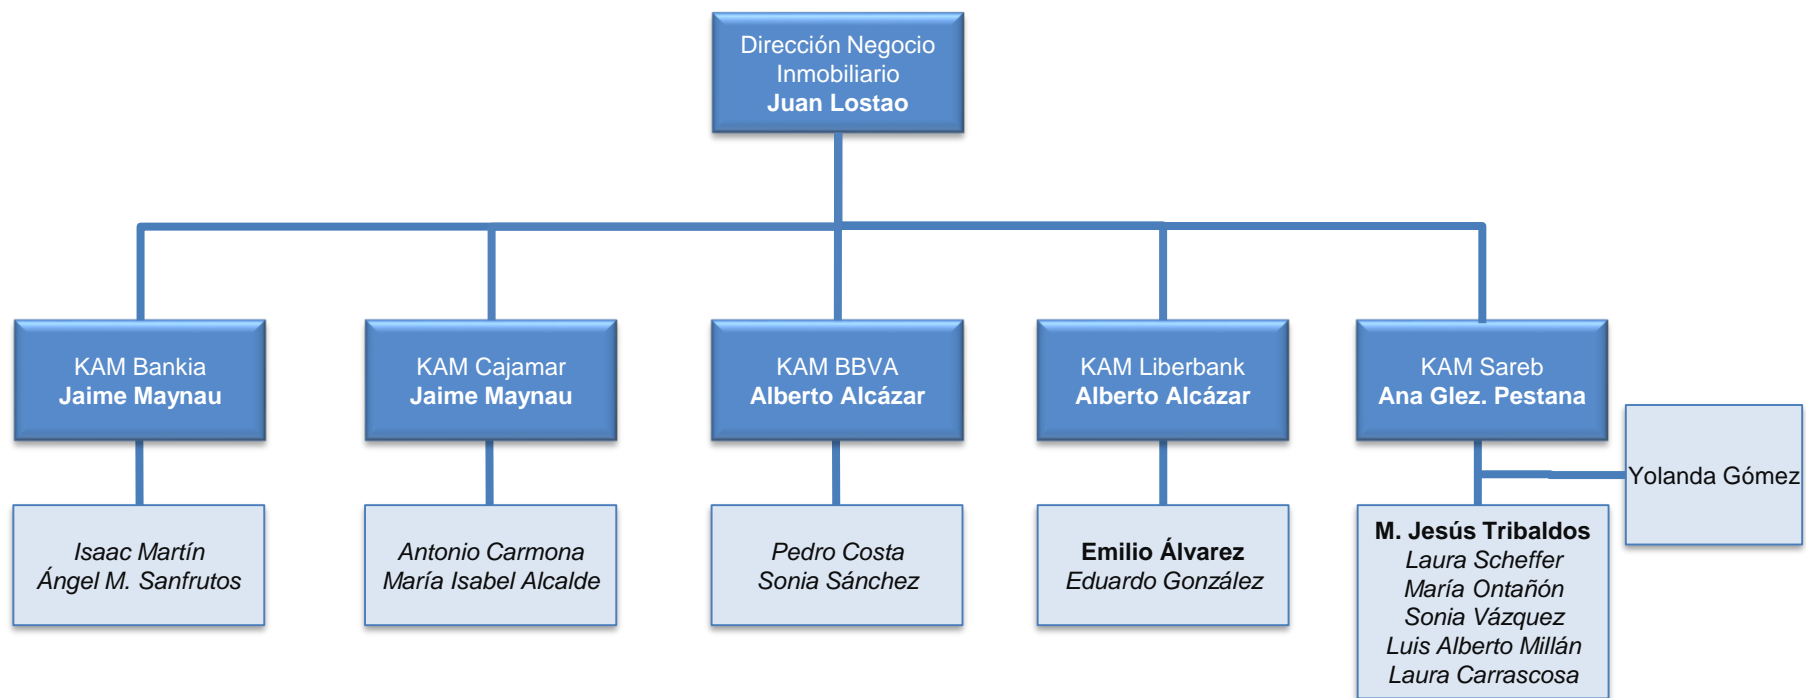 Dirección Negocio
Inmobiliario
Juan Lostao
KAM Bankia
Jaime Maynau
KAM Cajamar
Jaime Maynau
KAM BBVA
Alberto Alcázar
KAM Liberbank
Alberto Alcázar
KAM Sareb
Ana Glez. Pestana
Yolanda Gómez
Isaac Martín
Ángel M. Sanfrutos
Antonio Carmona
María Isabel Alcalde
Pedro Costa
Sonia Sánchez
Emilio Álvarez
Eduardo González
M. Jesús Tribaldos
Laura Scheffer
María Ontañón
Sonia Vázquez
Luis Alberto Millán
Laura Carrascosa